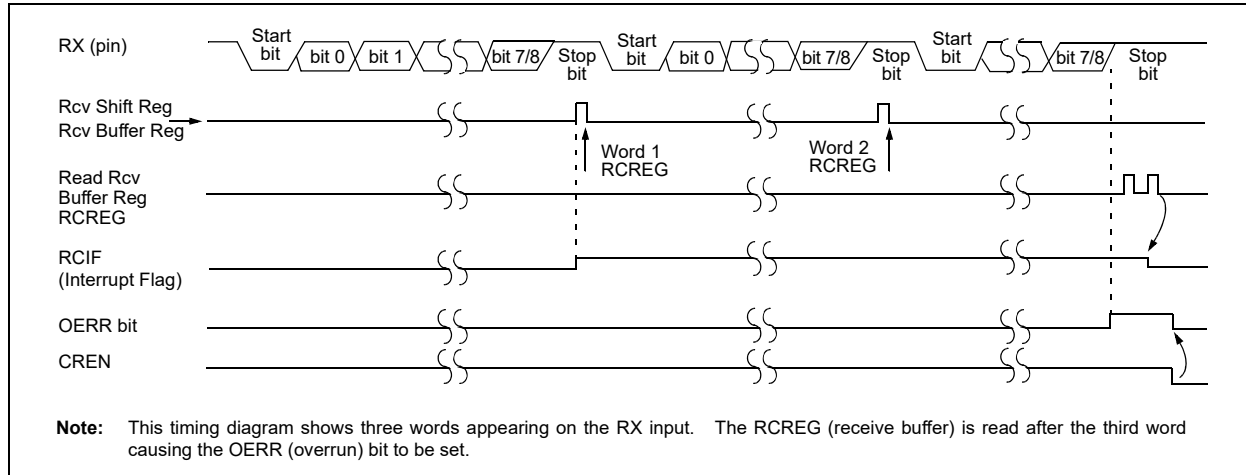 RX (pin)
Start bit
bit 0
bit 1
bit 7/8
Stop bit
Start bit
bit 0
bit 7/8
Stop bit
Start bit
bit 7/8
Stop bit
Rcv Shift Reg
Rcv Buffer Reg
Word 1
RCREG
Word 2
RCREG
Read Rcv
Buffer Reg
RCREG
RCIF
(Interrupt Flag)
OERR bit
CREN
Note: This timing diagram shows three words appearing on the RX input. The RCREG (receive buffer) is read after the third word
causing the OERR (overrun) bit to be set.